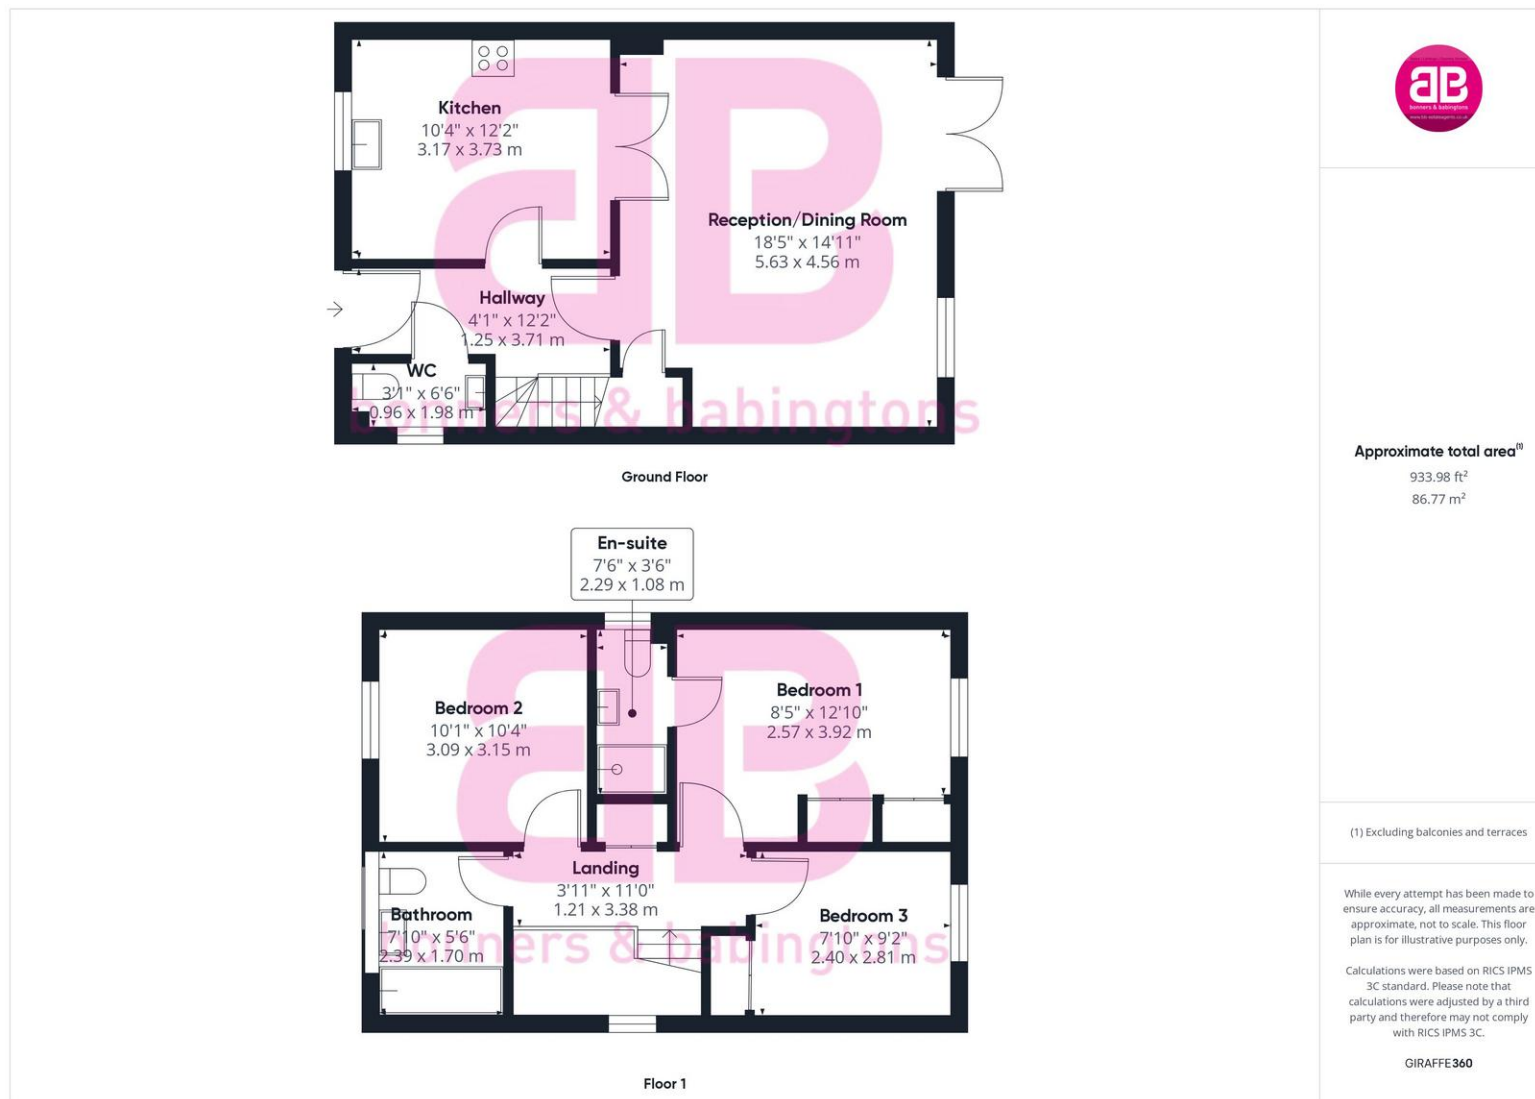 Kitchen
10'4" x 12'2"
3.17 x 3.73 m
Reception/Dining Room
18'5" x 14'11"
5.63 x 4.56 m
Hallway
4'1" x 12'2"
1.25 x 3.71 m
WC
3'1" x 6'6"
0.96 x 1.98 m
bonners & babingtons
Ground Floor
En-suite
7'6" x 3'6"
2.29 x 1.08 m
Bedroom 2
10'1" x 10'4"
3.09 x 3.15 m
Bedroom 1
8'5" x 12'10"
2.57 x 3.92 m
Landing
3'11" x 11'0"
1.21 x 3.38 m
Bathroom
7'10" x 5'6"
2.39 x 1.70 m
Bedroom 3
7'10" x 9'2"
2.40 x 2.81 m
bonners & babingtons
Floor 1
bonners & babingtons
Approximate total area(1)
933.98 ft²
86.77 m²
(1) Excluding balconies and terraces
While every attempt has been made to
ensure accuracy, all measurements are
approximate, not to scale. This floor
plan is for illustrative purposes only.
Calculations were based on RICS IPMS
3C standard. Please note that
calculations were adjusted by a third
party and therefore may not comply
with RICS IPMS 3C.
GIRAFFE360